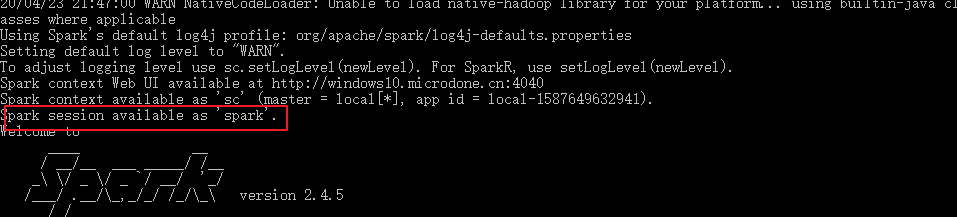 20/04/23 21:47:00 WARN NativeCodeLoader: Unable to load native-hadoop library for your platform... using builtin-java cl
asses where applicable
Using Spark's default log4j profile: org/apache/spark/log4j-defaults.properties
Setting default log level to "WARN".
To adjust logging level use sc.setLogLevel(newLevel). For SparkR, use setLogLevel(newLevel).
Spark context Web UI available at http://windows10.microdone.cn:4040
Spark context available as 'sc' (master = local[*], app id = local-1587649632941).
Spark session available as 'spark'.
Welcome to
Spark version 2.4.5